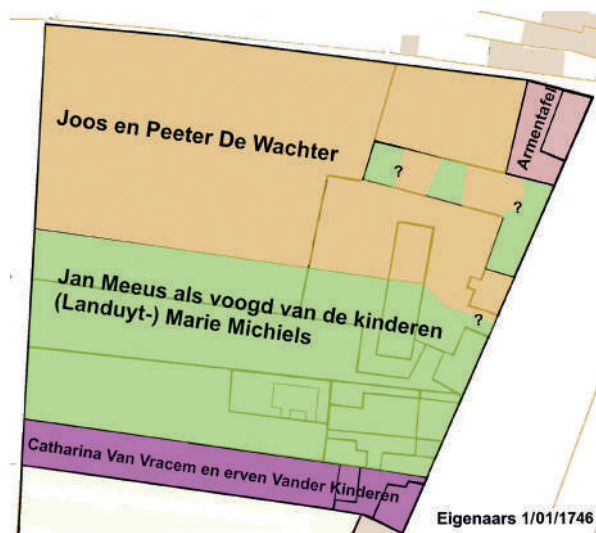 Armentafel
Joos en Peeter De Wachter
?
?
Jan Meeus als voogd van de kinderen
(Landuyt-) Marie Michiels
?
Catharina Van Vracem en erven Vander Kinderen
Eigenaars 1/01/1746